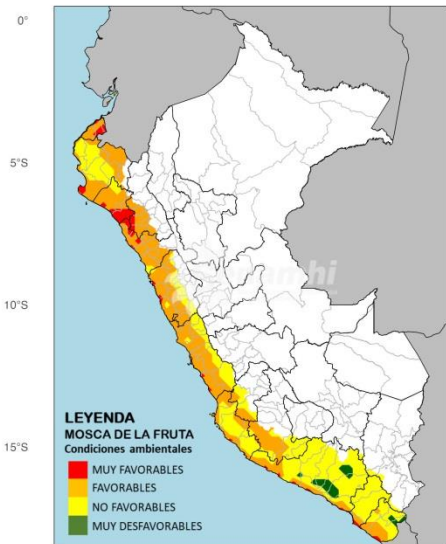 0°
5°S
10°S
15°S
LEYENDA
MOSCA DE LA FRUTA
Condiciones ambientales
MUY FAVORABLES
FAVORABLES
NO FAVORABLES
MUY DESFAVORABLES